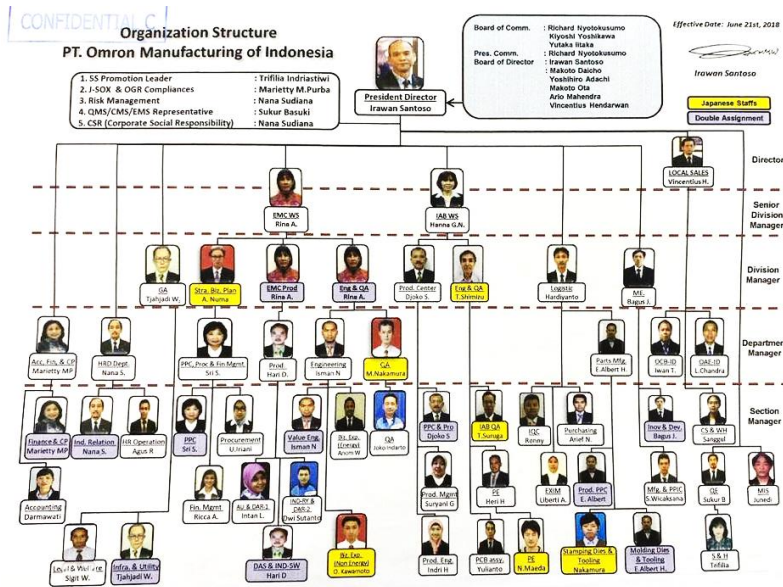 CONFIDENTIAL C
Organization Structure
PT. Omron Manufacturing of Indonesia
Effective Date: June 21st, 2018
Irawan Santoso
1. 5S Promotion Leader : Trifilia Indriastiwi
2. J-SOX & OGR Compliances : Marietty M.Purba
3. Risk Management : Nana Sudiana
4. QMS/CMS/EMS Representative : Sukur Basuki
5. CSR (Corporate Social Responsibility) : Nana Sudiana
President Director
Irawan Santoso
Board of Comm. : Richard Nyotokusumo
Kiyoshi Yoshikawa
Yutaka Iitaka
Pres. Comm. : Richard Nyotokusumo
Board of Director : Irawan Santoso
: Makoto Daicho
Yoshihiro Adachi
Makoto Ota
Ario Mahendra
Vincentius Hendarwan
Japanese Staffs
Double Assignment
LOCAL SALES
Vincentius H.
Director
EMC WS
Rina A.
IAB WS
Hanna G.N.
Senior
Division
Manager
GA
Tjahjadi W,
Stra. Biz. Plan
A. Numa
EMC Prod
Rina A.
Eng & QA
Rina A.
Prod. Center
Djoko S.
Eng & QA
T.Shimizu
Logistic
Hardiyanto
ME.
Bagus J.
Division
Manager
Acc, Fin, & CP
Marietty MP
HRD Dept.
Nana S.
PPC, Proc & Fin Mgmt.
Sri S.
Prod.
Hari D.
Engineering
Isman N
QA
M.Nakamura
Parts Mfg.
E.Albert H.
OCB-ID
Iwan T.
L.Chandra
Department
Manager
Finance & CP
Marietty MP
Ind. Relation
Nana S.
HR Operation
Agus R
PPC
Sri S.
Procurement
Value Eng.
Isman N
Biz. Exp.
(Energy)
Anom W
QA
Joko Indarto
PPC & Pro
Djoko S
IAB QA
T.Suruga
IQC
Ronny
Purchasing
Arief N.
Inov & Dev.
Bagus J.
CS & WH
Sanggul
Section
Manager
Accounting
Darmawati
Fin. Mgmt
Ricca A.
Intan L.
Dwi Sutanto
Prod. Mgmt
Suryani G
PE
Heri H
EXIM
Liberti A.
Prod. PPC
E. Albert
Mfg. & PPIC
S.Wicaksana
QE
Sukur B
MIS
Junedi
Sigit W.
Infra. & Utility
Tjahjadi W.
DAS & IND-SW
Hari D
Biz. Exp.
(Non Energy)
O. Kawamoto
Prod. Eng.
Indri H
PCB assy.
Yulianto
PE
N.Maeda
Stamping Dies &
Tooling
Nakamura
Molding Dies
& Tooling
E.Albert H.
S & H
Trifilia